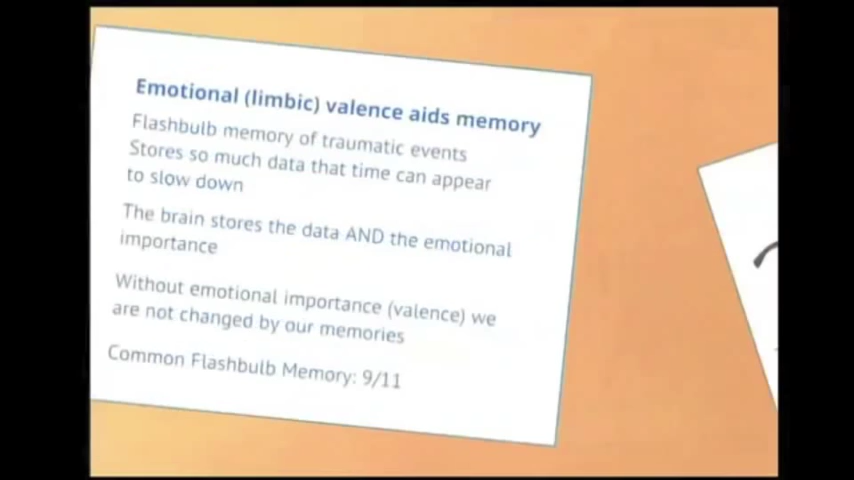 Emotional (limbic) valence aids memory
Flashbulb memory of traumatic events
Stores so much data that time can appear
to slow down
The brain stores the data AND the emotional
importance
Without emotional importance (valence) we
are not changed by our memories
Common Flashbulb Memory: 9/11